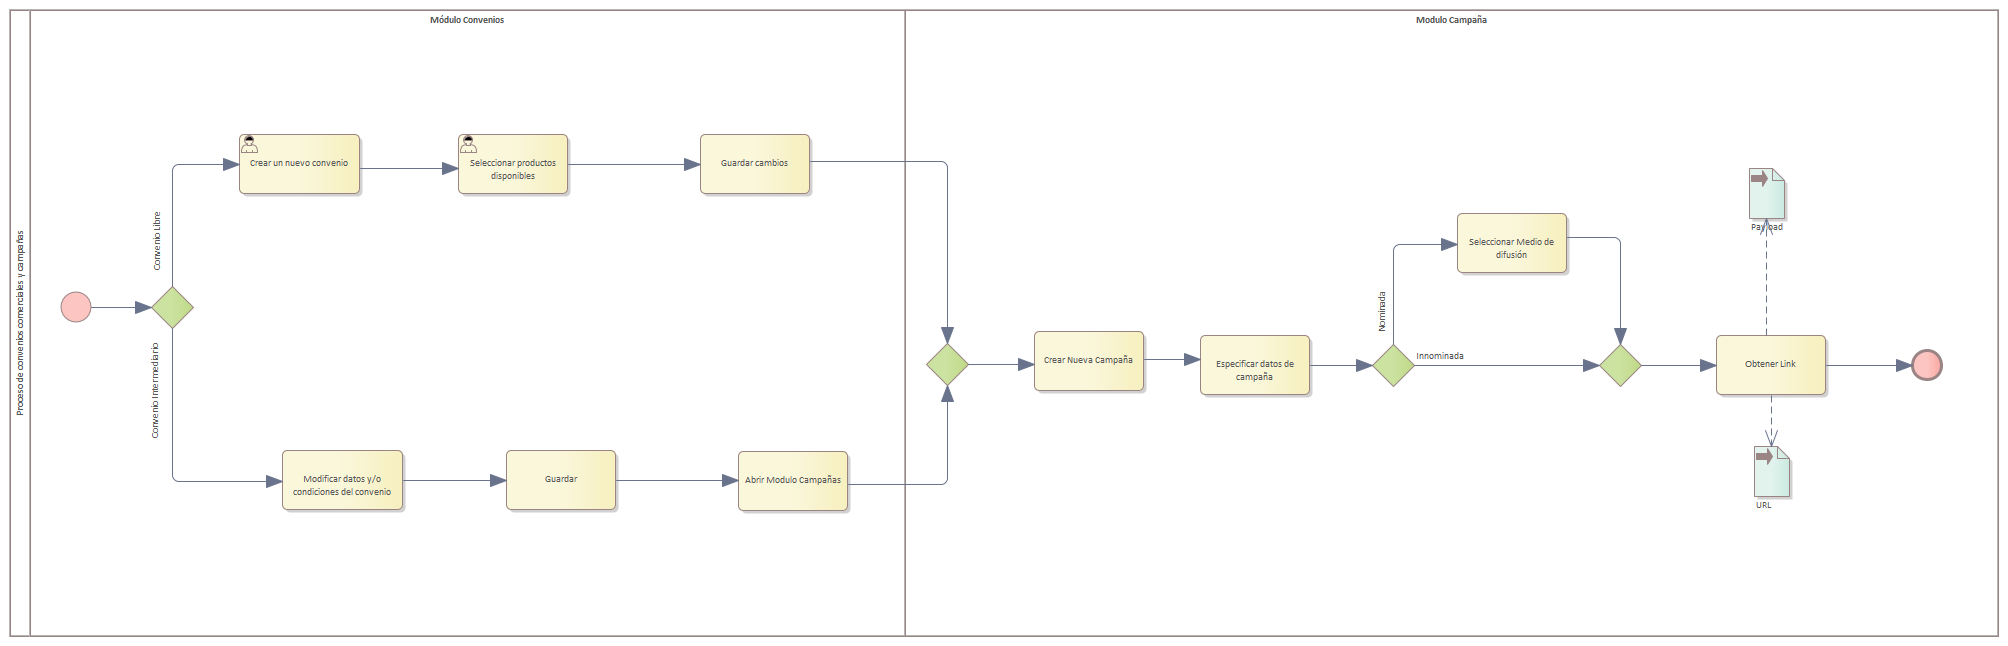 Proceso de convenios comerciales y campañas
Módulo Convenios
Modulo Campaña
Convenio Libre
Crear un nuevo convenio
Seleccionar productos
disponibles
Guardar cambios
Convenio Intermediario
Modificar datos y/o
condiciones del convenio
Guardar
Abrir Modulo Campañas
Crear Nueva Campaña
Especificar datos de
campaña
Nominada
Innominada
Seleccionar Medio de
difusión
Obtener Link
Payload
URL